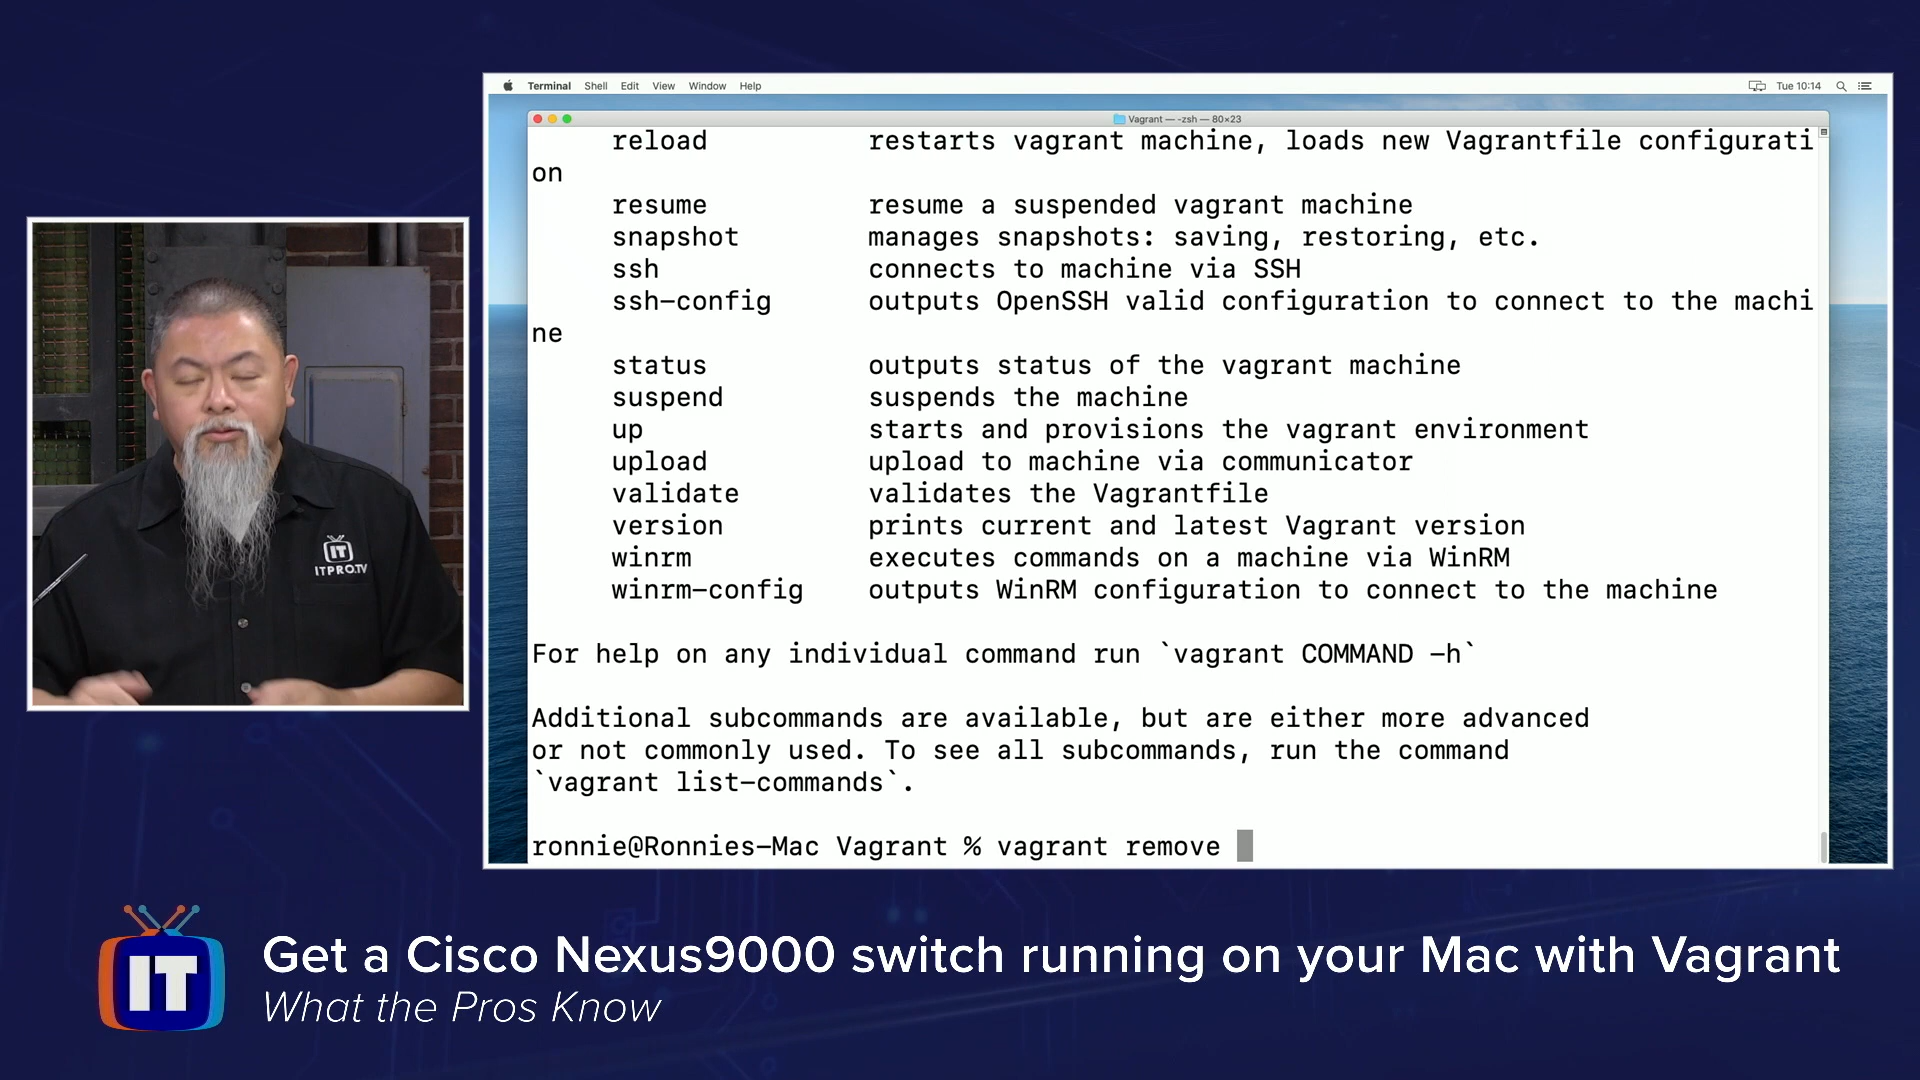 Terminal Shell Edit View Window Help Tue 10:14
Vagrant — -zsh — 80×23
reload restarts vagrant machine, loads new Vagrantfile configurati
on
resume resume a suspended vagrant machine
snapshot manages snapshots: saving, restoring, etc.
ssh connects to machine via SSH
ssh-config outputs OpenSSH valid configuration to connect to the machi
ne
status outputs status of the vagrant machine
suspend suspends the machine
up starts and provisions the vagrant environment
upload upload to machine via communicator
validate validates the Vagrantfile
version prints current and latest Vagrant version
winrm executes commands on a machine via WinRM
winrm-config outputs WinRM configuration to connect to the machine
For help on any individual command run `vagrant COMMAND -h`
Additional subcommands are available, but are either more advanced
or not commonly used. To see all subcommands, run the command
`vagrant list-commands`.
ronnie@Ronnies-Mac Vagrant % vagrant remove
IT
ITPRO.TV
IT
Get a Cisco Nexus9000 switch running on your Mac with Vagrant
What the Pros Know